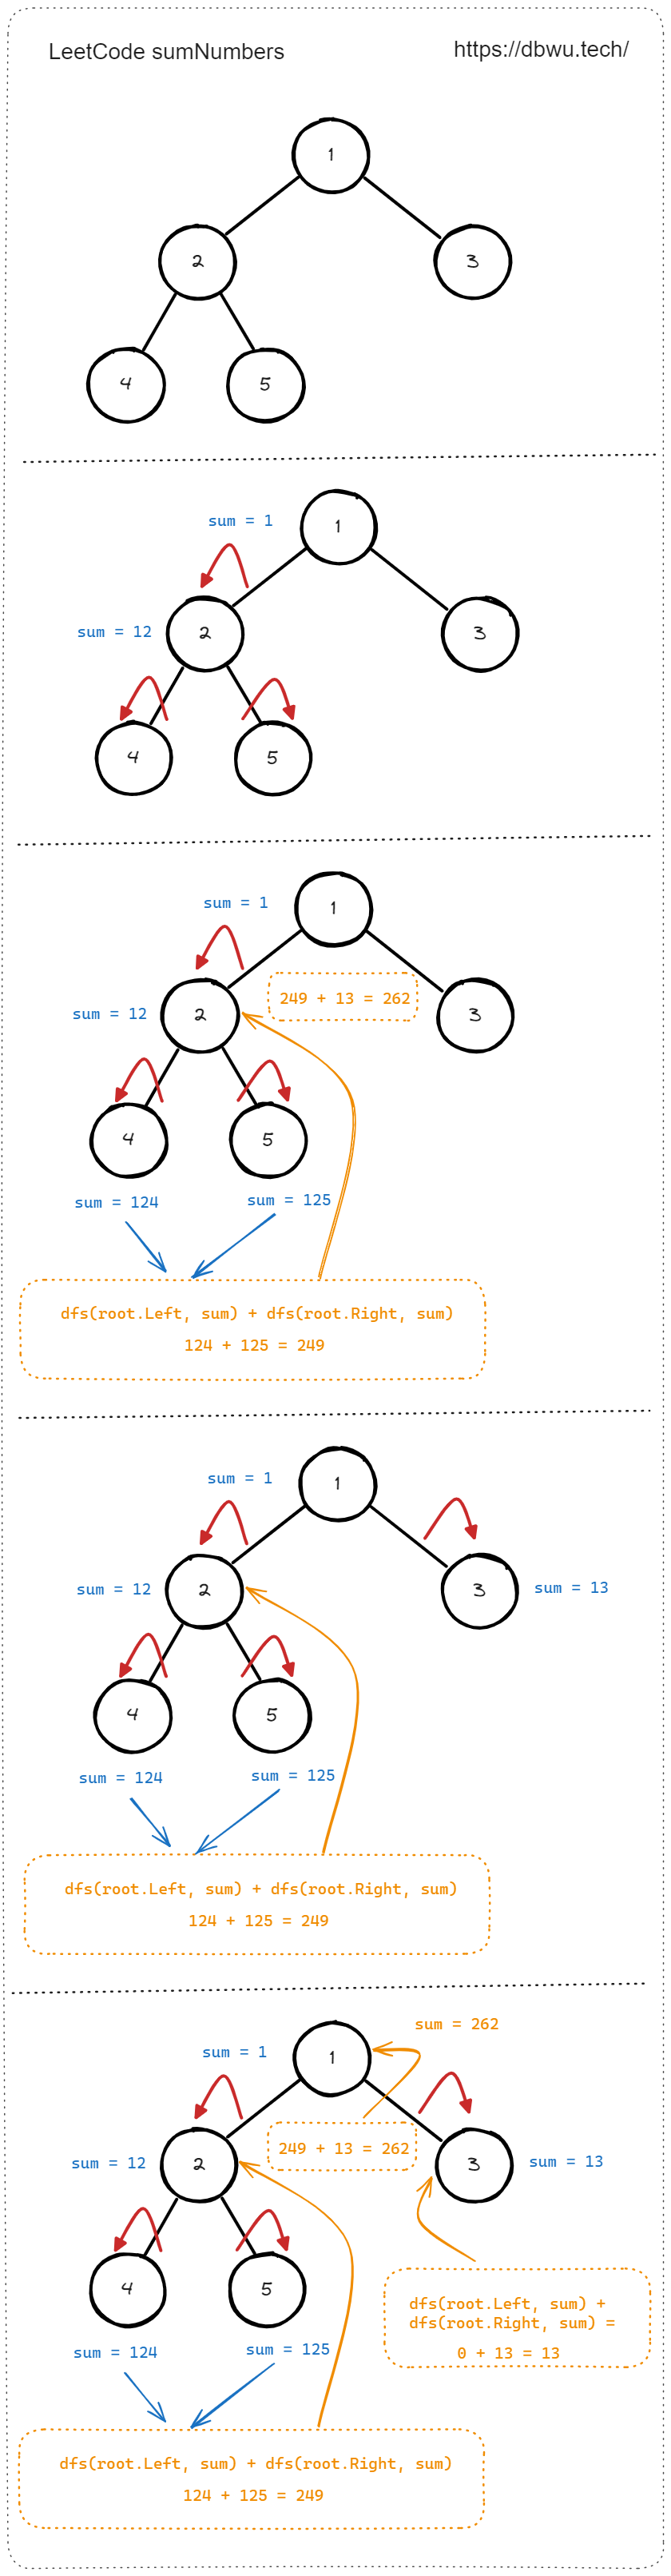 LeetCode sumNumbers
https://dbwu.tech/
1
2
3
4
5
sum = 1
1
sum = 12
2
3
4
5
sum = 1
1
249 + 13 = 262
sum = 12
2
3
4
5
sum = 124
sum = 125
dfs(root.Left, sum) + dfs(root.Right, sum)
124 + 125 = 249
sum = 1
1
sum = 12
2
3
sum = 13
4
5
sum = 124
sum = 125
dfs(root.Left, sum) + dfs(root.Right, sum)
124 + 125 = 249
sum = 262
sum = 1
1
249 + 13 = 262
sum = 12
2
3
sum = 13
4
5
dfs(root.Left, sum) +
dfs(root.Right, sum) =
0 + 13 = 13
sum = 124
sum = 125
dfs(root.Left, sum) + dfs(root.Right, sum)
124 + 125 = 249